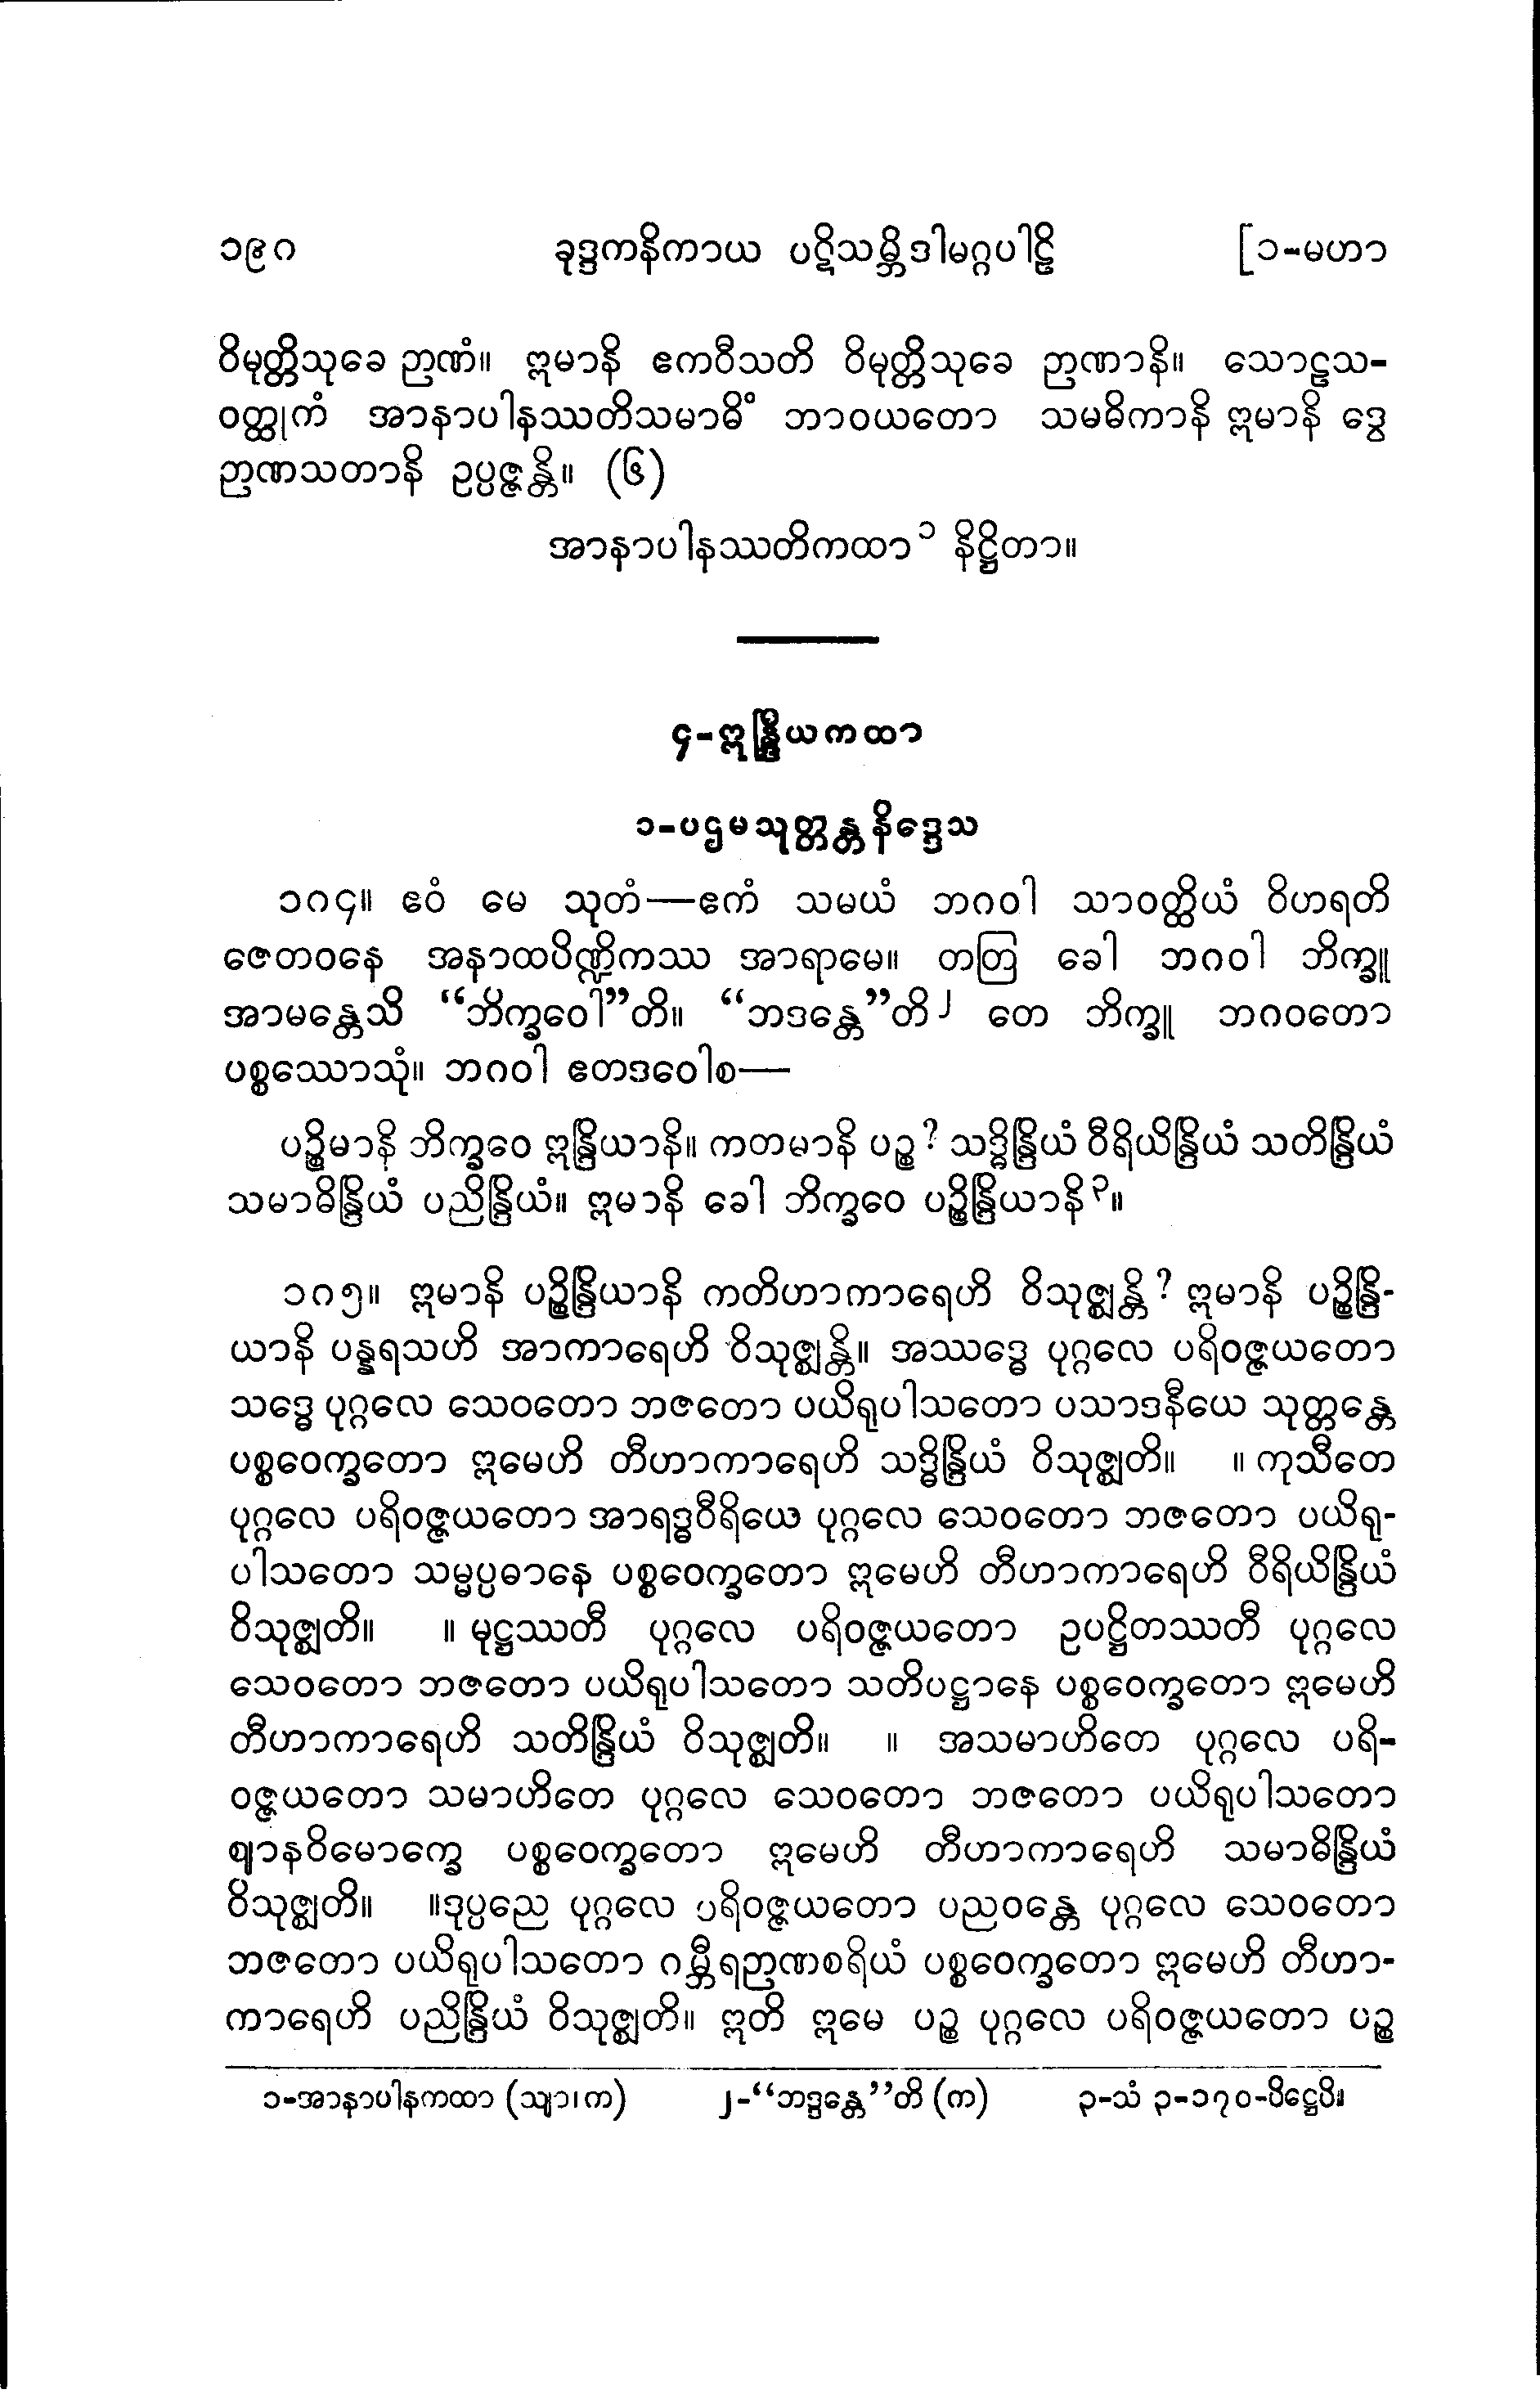 ၁၉ဂ ခုဒ္ဒကနိကာယ ပဋိသမ္ဘိဒါမဂ္ဂပါဠိ [၁-မဟာ
ဝိမုတ္တိသုခေ ဉာဏံ။ ဣမာနိ ဧကဝီသတိ ဝိမုတ္တိသုခေ ဉာဏာနိ။ သောဠသ-
ဝတ္ထုကံ အာနာပါနဿတိသမာဓိံ ဘာဝယတော သမဓိကာနိ ဣမာနိ ဒွေ
ဉာဏသတာနိ ဥပ္ပဇ္ဇန္တိ။ (၆)
အာနာပါနဿတိကထာ၁ နိဋ္ဌိတာ။
၄-ဣန္ဒြိယကထာ
၁-ပဌမသုတ္တန္တနိဒ္ဒေသ
၁ဂ၄။ ဧဝံ မေ သုတံ—ဧကံ သမယံ ဘဂဝါ သာဝတ္ထိယံ ဝိဟရတိ
ဇေတဝနေ အနာထပိဏ္ဍိကဿ အာရာမေ။ တတြ ခေါ ဘဂဝါ ဘိက္ခူ
အာမန္တေသိ “ဘိက္ခဝေါ”တိ။ “ဘဒန္တေ”တိ၂ တေ ဘိက္ခူ ဘဂဝတော
ပစ္စဿောသုံ။ ဘဂဝါ ဧတဒဝေါစ—
ပဉ္စိမာနိ ဘိက္ခဝေ ဣန္ဒြိယာနိ။ ကတမာနိ ပဉ္စ? သဒ္ဓိန္ဒြိယံ ဝီရိယိန္ဒြိယံ သတိန္ဒြိယံ
သမာဓိန္ဒြိယံ ပညိန္ဒြိယံ။ ဣမာနိ ခေါ ဘိက္ခဝေ ပဉ္စိန္ဒြိယာနိ၃။
၁ဂ၅။ ဣမာနိ ပဉ္စိန္ဒြိယာနိ ကတိဟာကာရေဟိ ဝိသုဇ္ဈန္တိ? ဣမာနိ ပဉ္စိန္ဒြိ-
ယာနိ ပန္နရသဟိ အာကာရေဟိ ဝိသုဇ္ဈန္တိ။ အဿဒ္ဓေ ပုဂ္ဂလေ ပရိဝဇ္ဇယတော
သဒ္ဓေ ပုဂ္ဂလေ သေဝတော ဘဇတော ပယိရုပါသတော ပသာဒနီယေ သုတ္တန္တေ
ပစ္စဝေက္ခတော ဣမေဟိ တီဟာကာရေဟိ သဒ္ဓိန္ဒြိယံ ဝိသုဇ္ဈတိ။ ။ ကုသီတေ
ပုဂ္ဂလေ ပရိဝဇ္ဇယတော အာရဒ္ဓဝီရိယေ ပုဂ္ဂလေ သေဝတော ဘဇတော ပယိရု-
ပါသတော သမ္မပ္ပဓာနေ ပစ္စဝေက္ခတော ဣမေဟိ တီဟာကာရေဟိ ဝီရိယိန္ဒြိယံ
ဝိသုဇ္ဈတိ။ ။ မုဋ္ဌဿတီ ပုဂ္ဂလေ ပရိဝဇ္ဇယတော ဥပဋ္ဌိတဿတီ ပုဂ္ဂလေ
သေဝတော ဘဇတော ပယိရုပါသတော သတိပဋ္ဌာနေ ပစ္စဝေက္ခတော ဣမေဟိ
တီဟာကာရေဟိ သတိန္ဒြိယံ ဝိသုဇ္ဈတိ။ ။ အသမာဟိတေ ပုဂ္ဂလေ ပရိ-
ဝဇ္ဇယတော သမာဟိတေ ပုဂ္ဂလေ သေဝတော ဘဇတော ပယိရုပါသတော
ဈာနဝိမောက္ခေ ပစ္စဝေက္ခတော ဣမေဟိ တီဟာကာရေဟိ သမာဓိန္ဒြိယံ
ဝိသုဇ္ဈတိ။ ။ဒုပ္ပညေ ပုဂ္ဂလေ ပရိဝဇ္ဇယတော ပညဝန္တေ ပုဂ္ဂလေ သေဝတော
ဘဇတော ပယိရုပါသတော ဂမ္ဘီရဉာဏစရိယံ ပစ္စဝေက္ခတော ဣမေဟိ တီဟာ-
ကာရေဟိ ပညိန္ဒြိယံ ဝိသုဇ္ဈတိ။ ဣတိ ဣမေ ပဉ္စ ပုဂ္ဂလေ ပရိဝဇ္ဇယတော ပဉ္စ
၁-အာနာပါနကထာ (သျာ၊က) ၂-“ဘဒ္ဒန္တေ”တိ (က) ၃-သံ ၃-၁၇၀-ပိဋ္ဌေပိ။